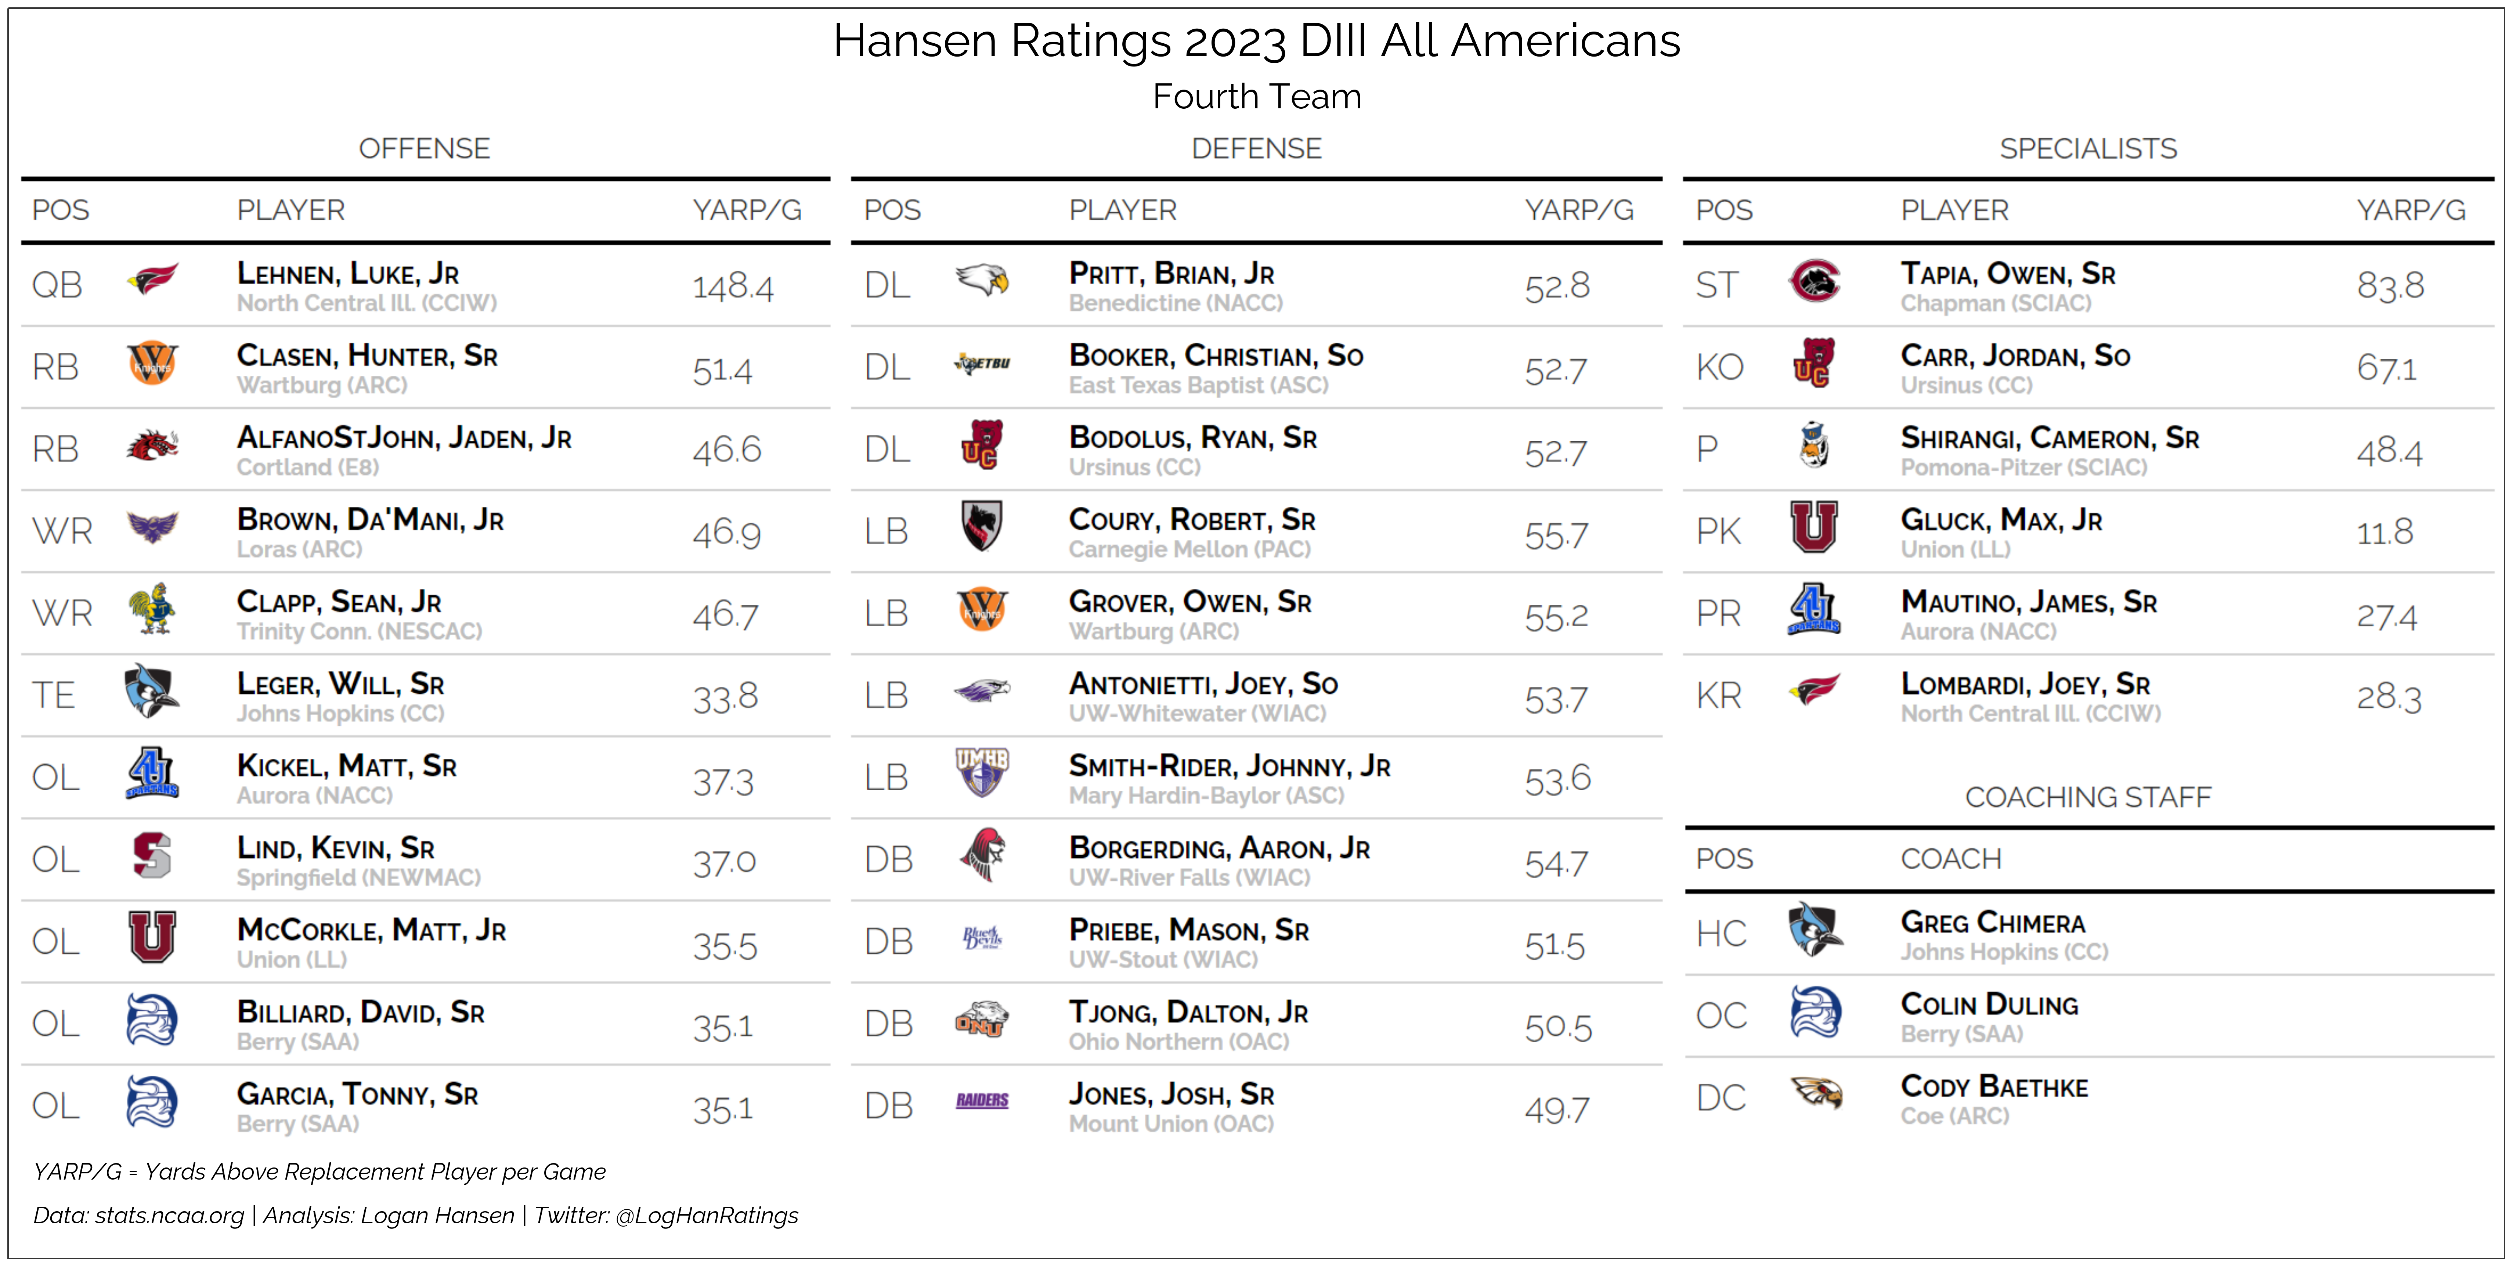 Hansen Ratings 2023 DIII All Americans
Fourth Team
OFFENSE
POS PLAYER YARP/G
QB Lehnen, Luke, Jr 148.4
North Central Ill. (CCIW)
RB Clasen, Hunter, Sr 51.4
Wartburg (ARC)
RB AlfanoStJohn, Jaden, Jr 46.6
Cortland (E8)
WR Brown, Da'Mani, Jr 46.9
Loras (ARC)
WR Clapp, Sean, Jr 46.7
Trinity Conn. (NESCAC)
TE Leger, Will, Sr 33.8
Johns Hopkins (CC)
OL Kickel, Matt, Sr 37.3
Aurora (NACC)
OL Lind, Kevin, Sr 37.0
Springfield (NEWMAC)
OL McCorkle, Matt, Jr 35.5
Union (LL)
OL Billiard, David, Sr 35.1
Berry (SAA)
OL Garcia, Tonny, Sr 35.1
Berry (SAA)
DEFENSE
POS PLAYER YARP/G
DL Pritt, Brian, Jr 52.8
Benedictine (NACC)
DL Booker, Christian, So 52.7
East Texas Baptist (ASC)
DL Bodolus, Ryan, Sr 52.7
Ursinus (CC)
LB Coury, Robert, Sr 55.7
Carnegie Mellon (PAC)
LB Grover, Owen, Sr 55.2
Wartburg (ARC)
LB Antonietti, Joey, So 53.7
UW-Whitewater (WIAC)
LB Smith-Rider, Johnny, Jr 53.6
Mary Hardin-Baylor (ASC)
DB Borgerding, Aaron, Jr 54.7
UW-River Falls (WIAC)
DB Priebe, Mason, Sr 51.5
UW-Stout (WIAC)
DB Tjong, Dalton, Jr 50.5
Ohio Northern (OAC)
DB Jones, Josh, Sr 49.7
Mount Union (OAC)
SPECIALISTS
POS PLAYER YARP/G
ST Tapia, Owen, Sr 83.8
Chapman (SCIAC)
KO Carr, Jordan, So 67.1
Ursinus (CC)
P Shirangi, Cameron, Sr 48.4
Pomona-Pitzer (SCIAC)
PK Gluck, Max, Jr 11.8
Union (LL)
PR Mautino, James, Sr 27.4
Aurora (NACC)
KR Lombardi, Joey, Sr 28.3
North Central Ill. (CCIW)
COACHING STAFF
POS COACH
HC Greg Chimera
Johns Hopkins (CC)
OC Colin Duling
Berry (SAA)
DC Cody Baethke
Coe (ARC)
YARP/G = Yards Above Replacement Player per Game
Data: stats.ncaa.org | Analysis: Logan Hansen | Twitter: @LogHanRatings